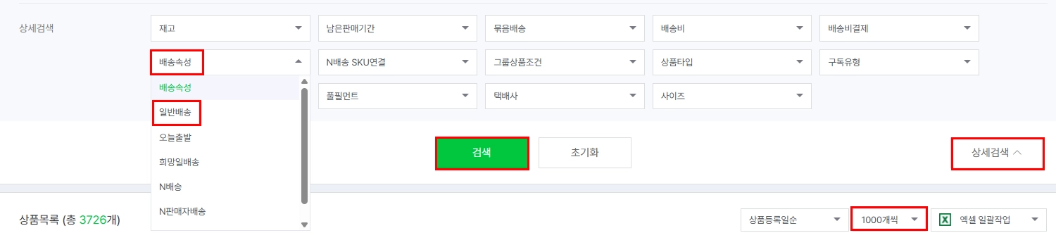 상세검색 재고 남은판매기간 묶음배송 배송비 배송비결제
배송속성 N배송 SKU연결 그룹상품조건 상품타입 구독유형
배송속성 풀필먼트 택배사 사이즈
일반배송
오늘출발
희망일배송
N배송
N판매자배송
검색 초기화 상세검색
상품목록 (총 3726개) 상품등록일순 1000개씩 엑셀 일괄작업